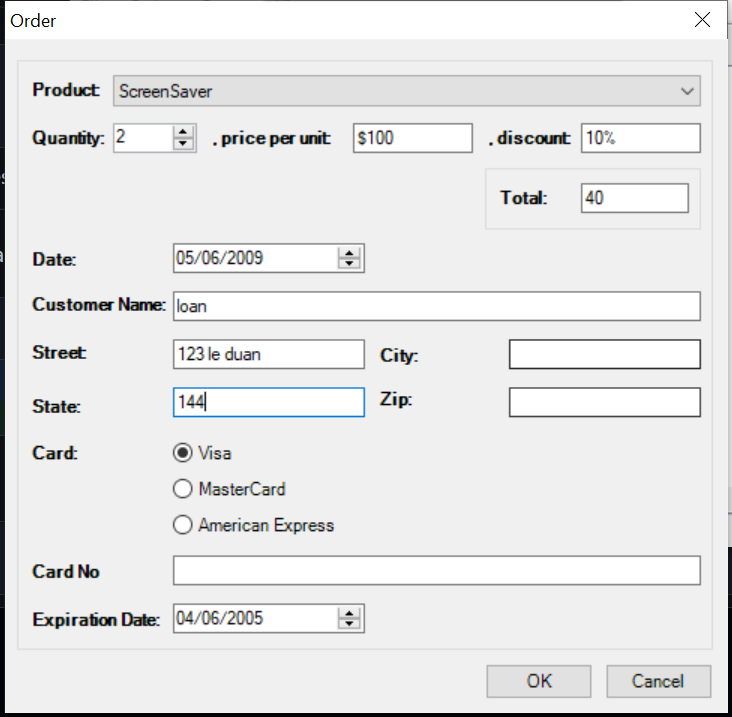 Order
Product: ScreenSaver
Quantity: 2 , price per unit: $100 , discount: 10%
Total: 40
Date: 05/06/2009
Customer Name: loan
Street: 123 le duan City:
State: 144 Zip:
Card: Visa
MasterCard
American Express
Card No
Expiration Date: 04/06/2005
OK Cancel